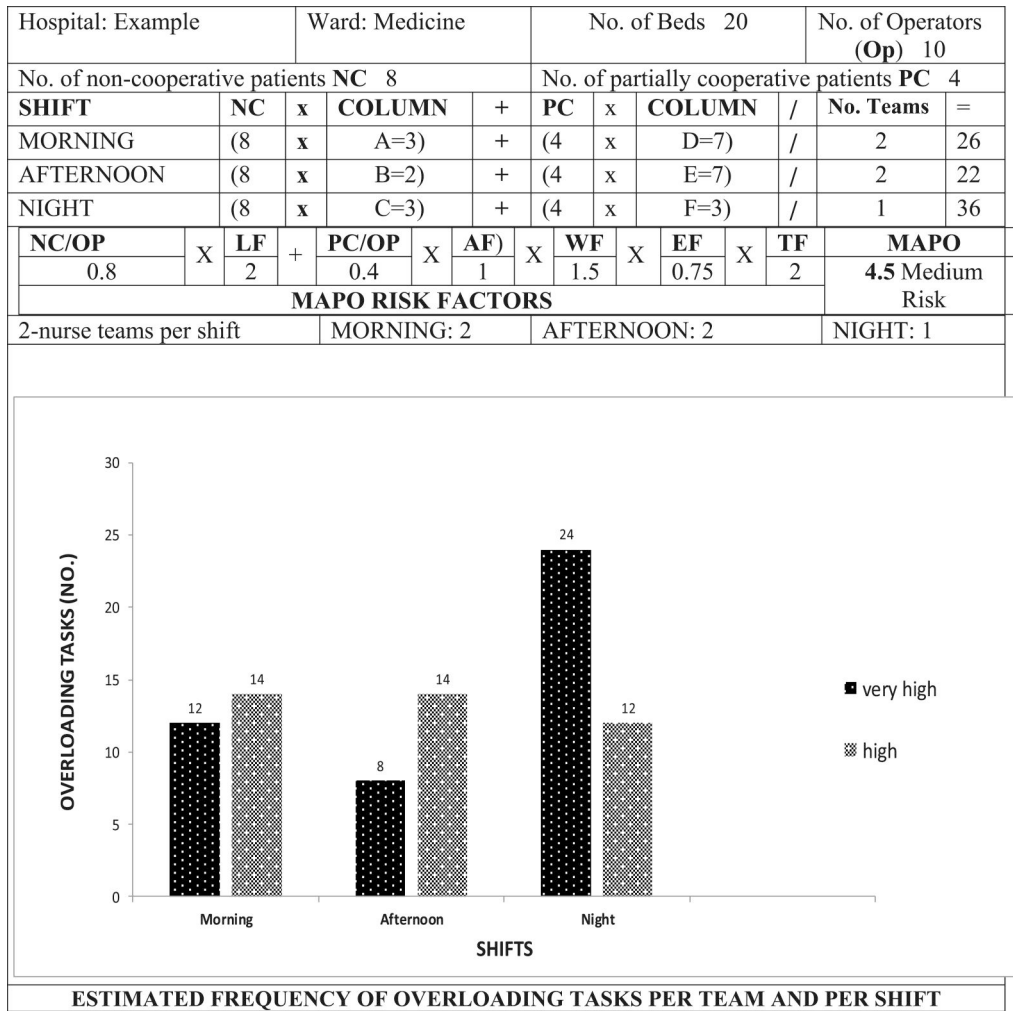 Hospital: Example Ward: Medicine No. of Beds 20 No. of Operators
(Op) 10
No. of non-cooperative patients NC 8 No. of partially cooperative patients PC 4
SHIFT NC x COLUMN + PC x COLUMN / No. Teams =
MORNING (8 x A=3) + (4 x D=7) / 2 26
AFTERNOON (8 x B=2) + (4 x E=7) / 2 22
NIGHT (8 x C=3) + (4 x F=3) / 1 36
NC/OP X LF + PC/OP X AF) X WF X EF X TF MAPO
0.8 2 0.4 1 1.5 0.75 2 4.5 Medium
MAPO RISK FACTORS Risk
2-nurse teams per shift MORNING: 2 AFTERNOON: 2 NIGHT: 1
30
25
20
15
10
5
0
OVERLOADING TASKS (NO.)
12 14 8 14 24 12
Morning Afternoon Night
SHIFTS
very high
high
ESTIMATED FREQUENCY OF OVERLOADING TASKS PER TEAM AND PER SHIFT